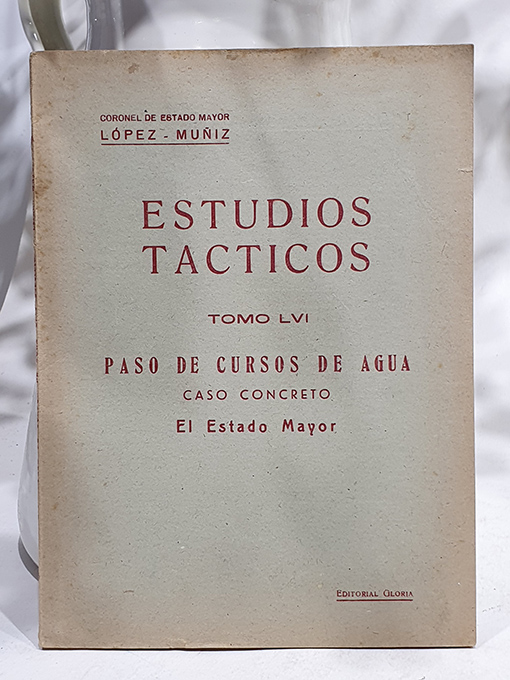 CORONEL DE ESTADO MAYOR
LÓPEZ - MUÑIZ
ESTUDIOS
TACTICOS
TOMO LVI
PASO DE CURSOS DE AGUA
CASO CONCRETO
El Estado Mayor
EDITORIAL GLORIA